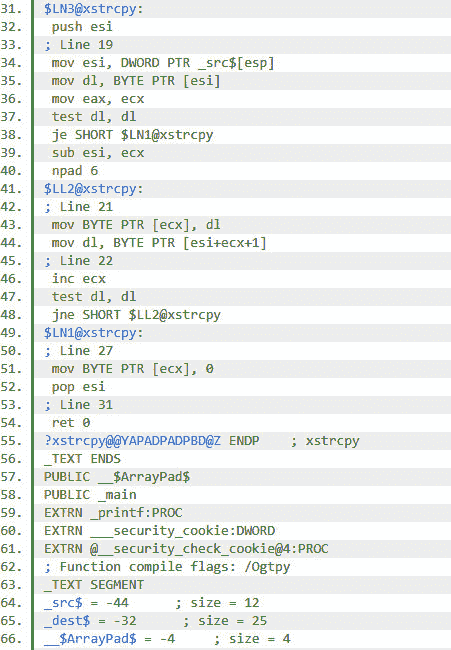 31. $LN3@xstrcpy:
32. push esi
33. ; Line 19
34. mov esi, DWORD PTR _src$[esp]
35. mov dl, BYTE PTR [esi]
36. mov eax, ecx
37. test dl, dl
38. je SHORT $LN1@xstrcpy
39. sub esi, ecx
40. npad 6
41. $LL2@xstrcpy:
42. ; Line 21
43. mov BYTE PTR [ecx], dl
44. mov dl, BYTE PTR [esi+ecx+1]
45. ; Line 22
46. inc ecx
47. test dl, dl
48. jne SHORT $LL2@xstrcpy
49. $LN1@xstrcpy:
50. ; Line 27
51. mov BYTE PTR [ecx], 0
52. pop esi
53. ; Line 31
54. ret 0
55. ?xstrcpy@@YAPADPADPBD@Z ENDP ; xstrcpy
56. _TEXT ENDS
57. PUBLIC __$ArrayPad$
58. PUBLIC _main
59. EXTRN _printf:PROC
60. EXTRN ___security_cookie:DWORD
61. EXTRN @__security_check_cookie@4:PROC
62. ; Function compile flags: /Ogtpy
63. _TEXT SEGMENT
64. _src$ = -44 ; size = 12
65. _dest$ = -32 ; size = 25
66. __$ArrayPad$ = -4 ; size = 4